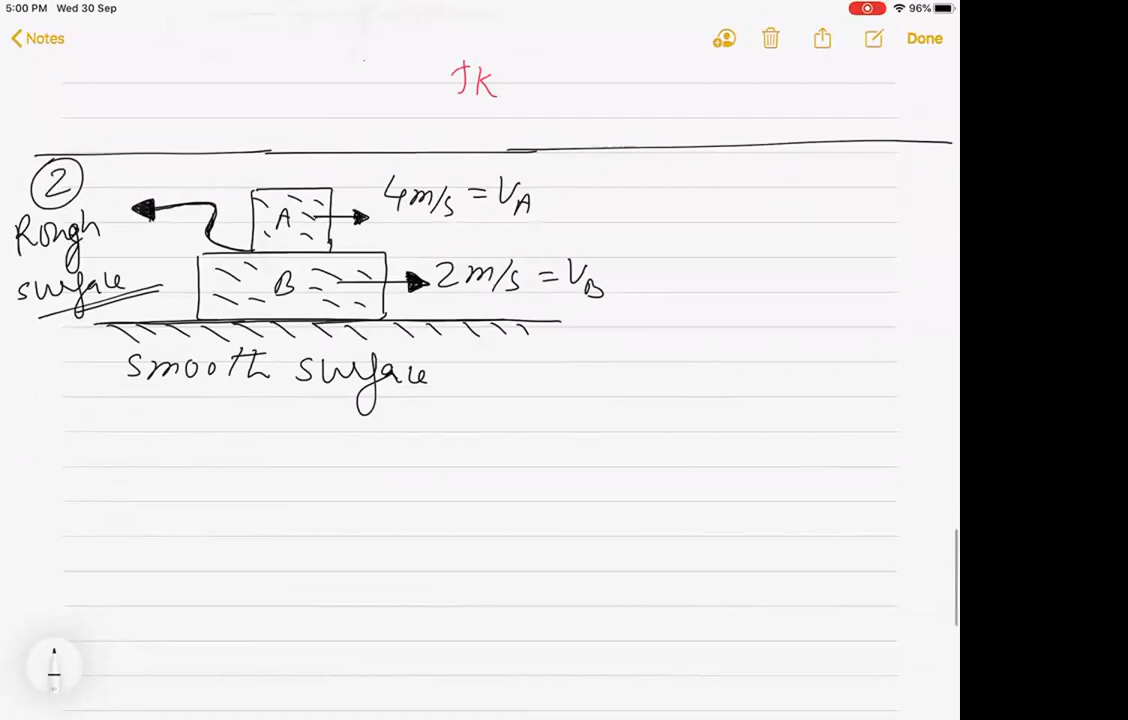 5:00 PM Wed 30 Sep
96%
Notes
Done
JK
2
4m/s = VA
Rough
A
surface
B
2m/s = VB
smooth surface